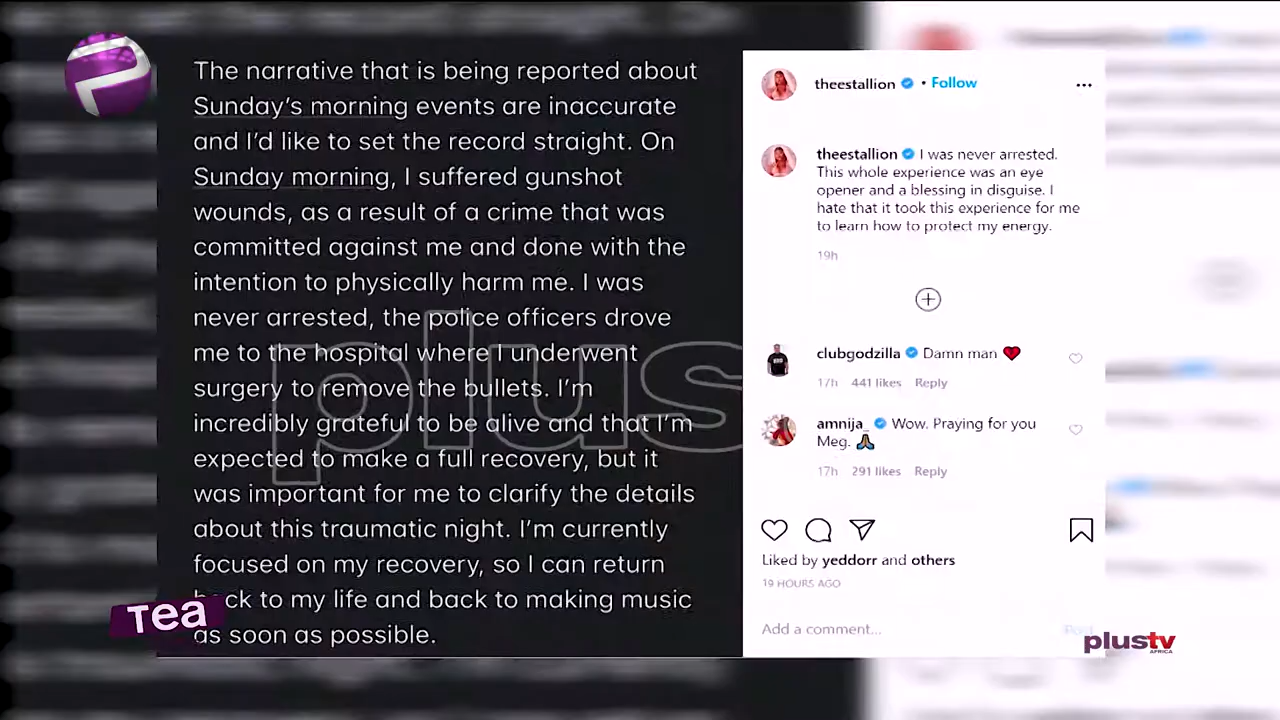 The narrative that is being reported about
Sunday's morning events are inaccurate
and I'd like to set the record straight. On
Sunday morning, I suffered gunshot
wounds, as a result of a crime that was
committed against me and done with the
intention to physically harm me. I was
never arrested, the police officers drove
me to the hospital where I underwent
surgery to remove the bullets. I'm
incredibly grateful to be alive and that I'm
expected to make a full recovery, but it
was important for me to clarify the details
about this traumatic night. I'm currently
focused on my recovery, so I can return
back to my life and back to making music
as soon as possible.
plus
Tea
theestallion • Follow
theestallion I was never arrested.
This whole experience was an eye
opener and a blessing in disguise. I
hate that it took this experience for me
to learn how to protect my energy.
19h
clubgodzilla Damn man
17h 441 likes Reply
amnija_ Wow. Praying for you
Meg.
17h 291 likes Reply
Liked by yeddorr and others
19 HOURS AGO
Add a comment...
Post
plustv
AFRICA